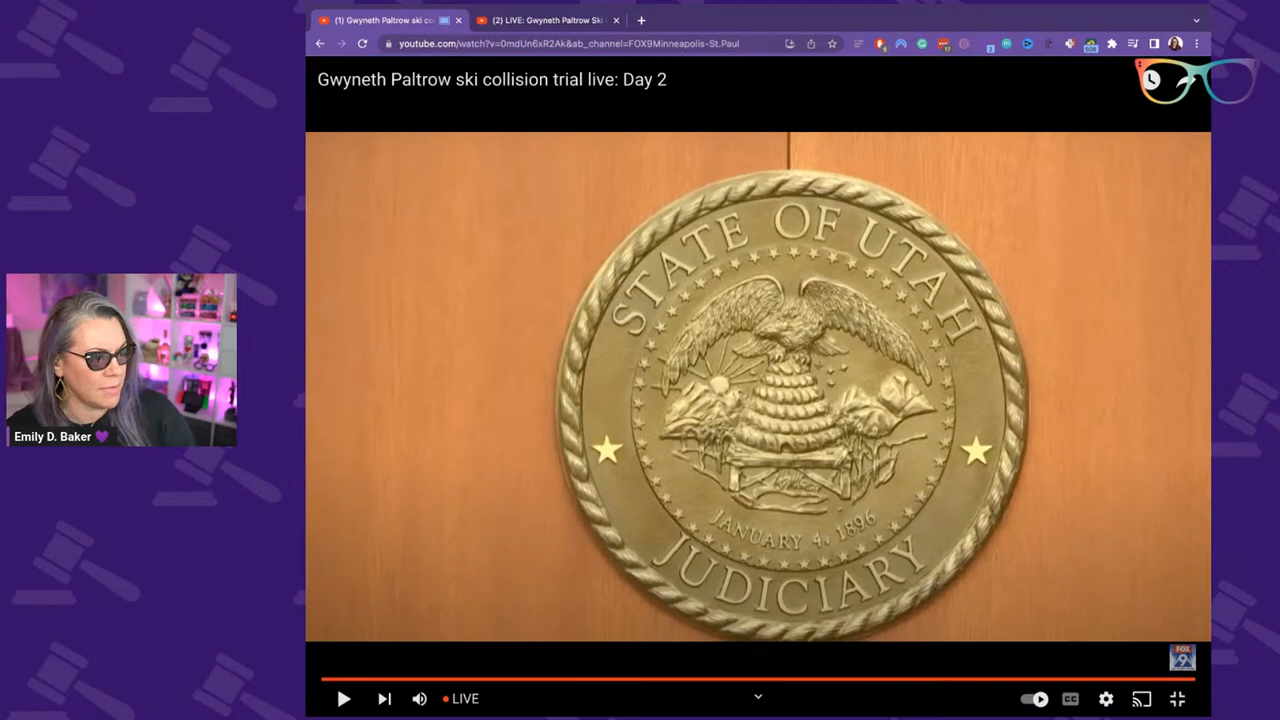 (1) Gwyneth Paltrow ski co
(2) LIVE: Gwyneth Paltrow Ski
youtube.com/watch?v=0mdUn6xR2Ak&ab_channel=FOX9Minneapolis-St.Paul
Gwyneth Paltrow ski collision trial live: Day 2
STATE OF UTAH
JANUARY 4, 1896
JUDICIARY
Emily D. Baker 💜
FOX
9
LIVE
CC